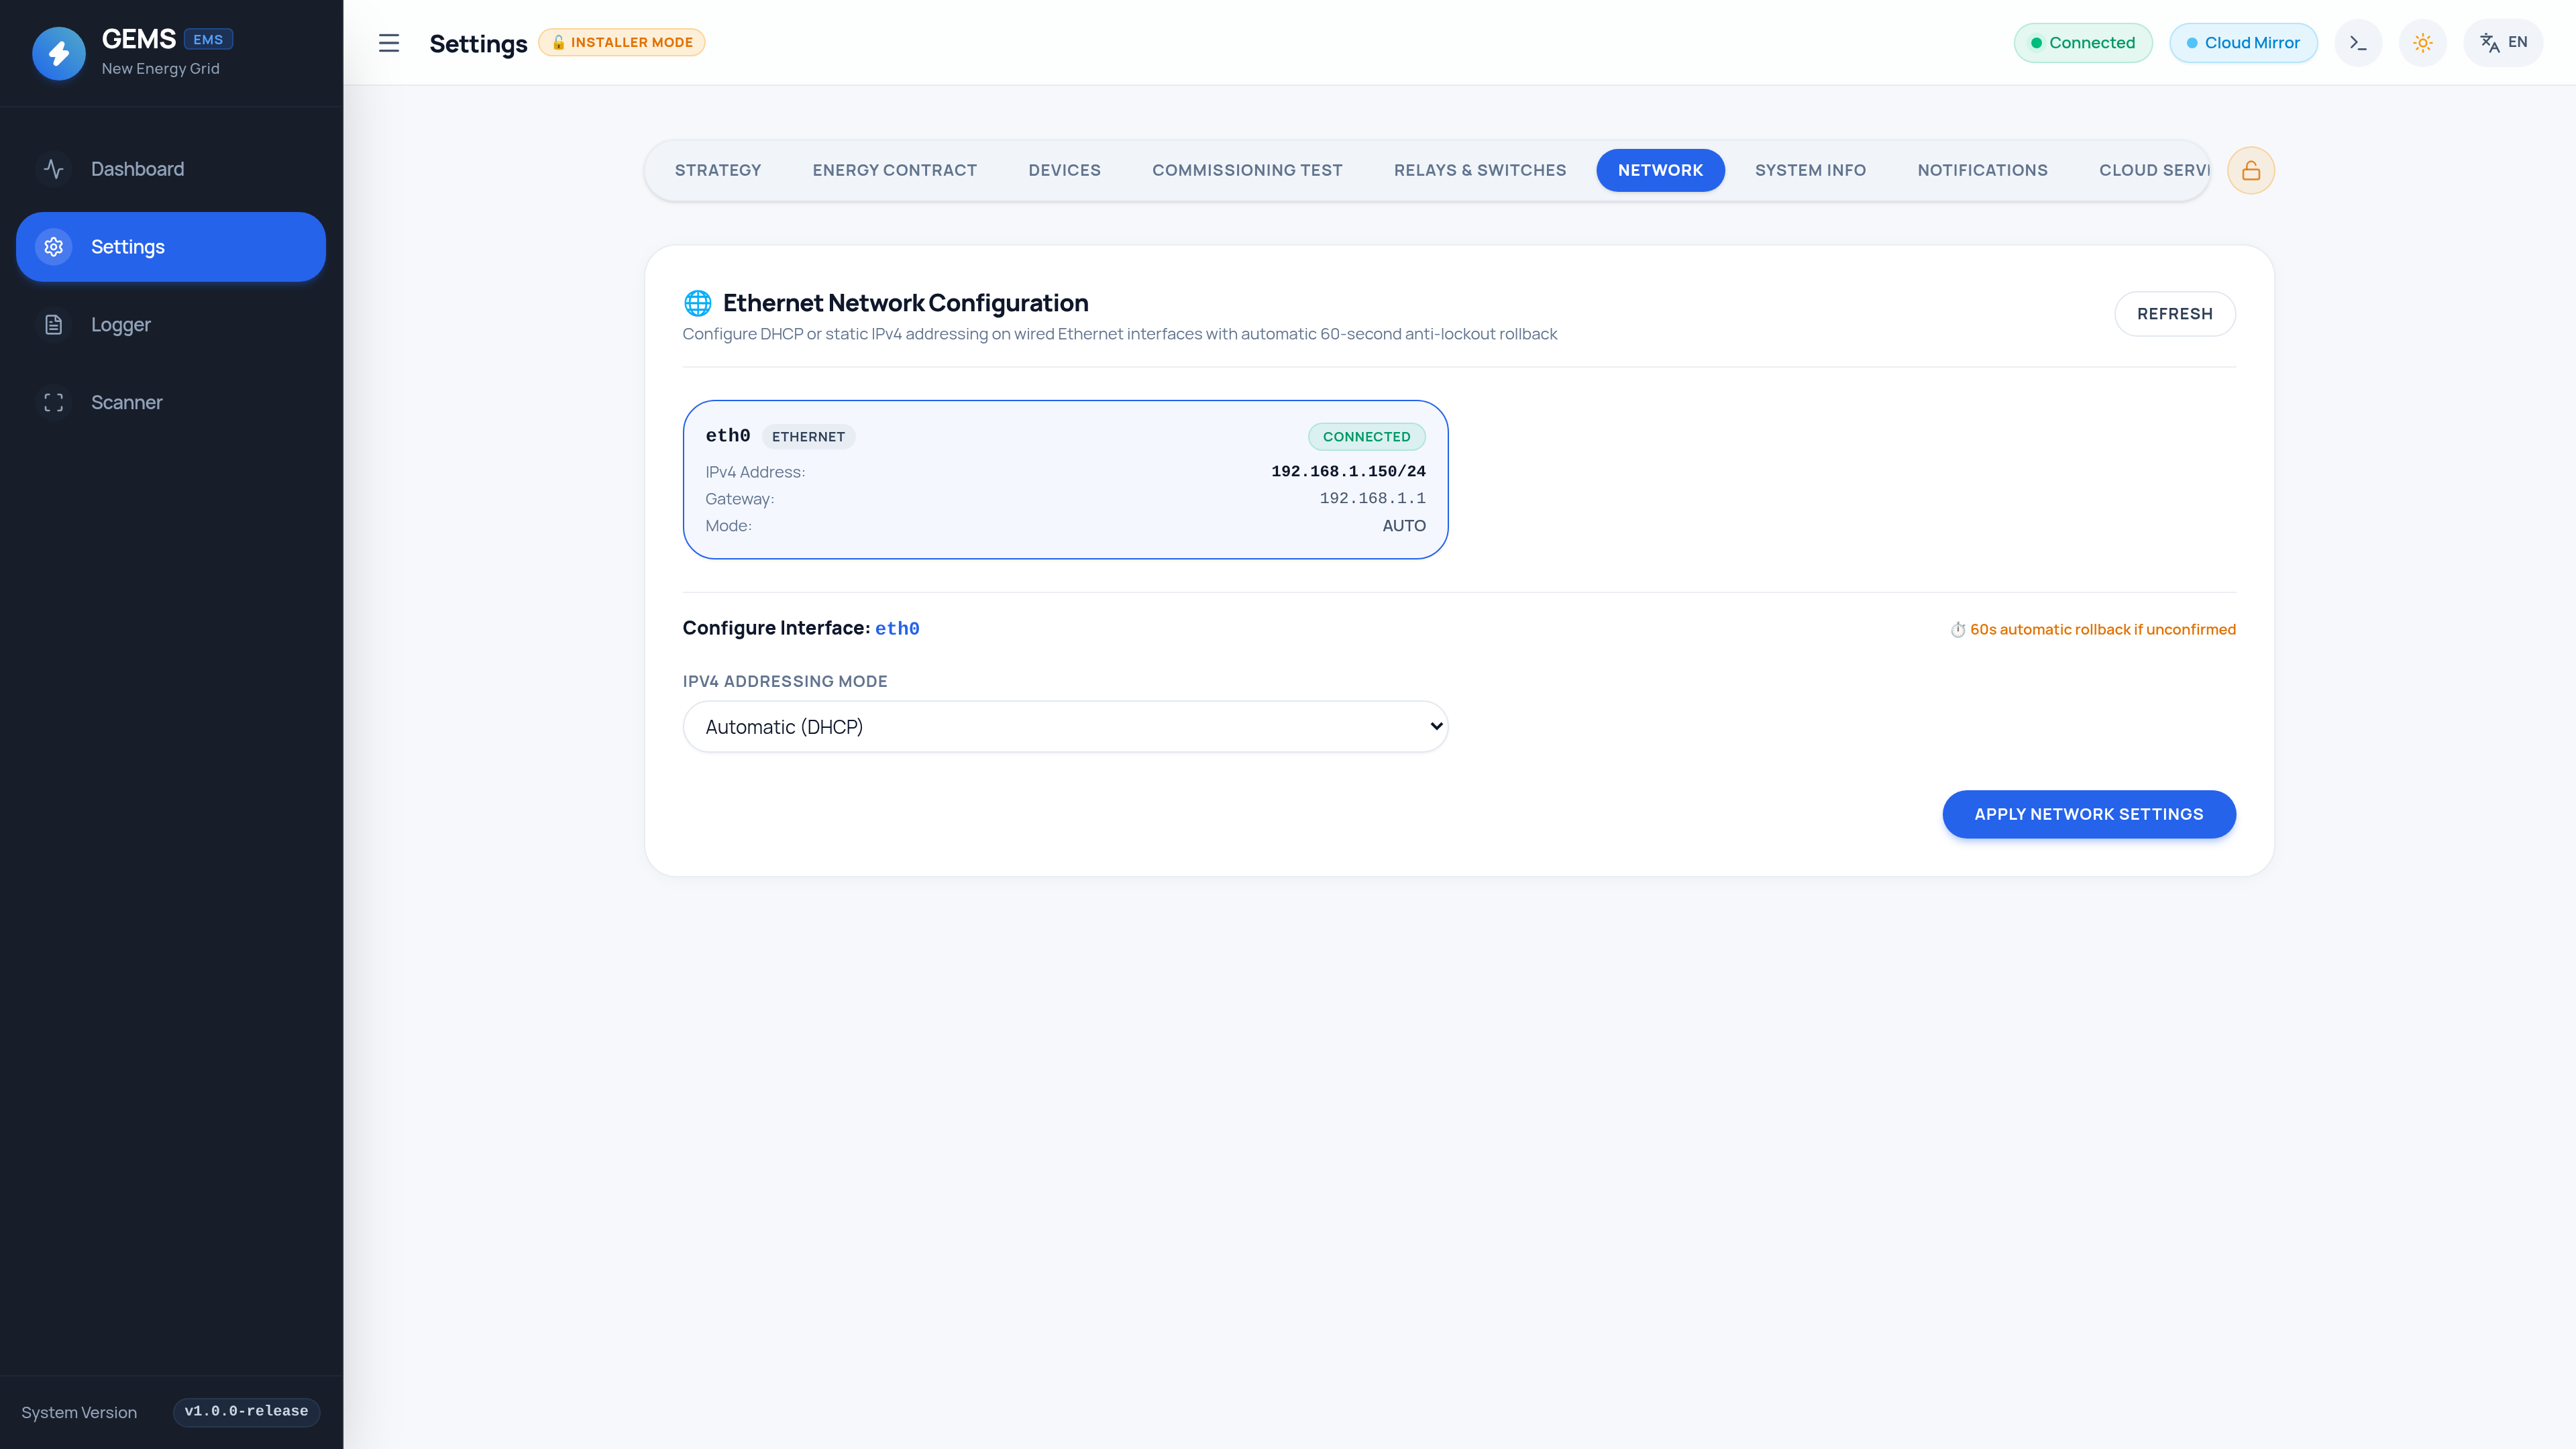 GEMS EMS
New Energy Grid
Dashboard
Settings
Logger
Scanner
System Version v1.0.0-release
Settings 🔓 INSTALLER MODE
Connected
Cloud Mirror
EN
STRATEGY
ENERGY CONTRACT
DEVICES
COMMISSIONING TEST
RELAYS & SWITCHES
NETWORK
SYSTEM INFO
NOTIFICATIONS
CLOUD SERV
🌐 Ethernet Network Configuration
Configure DHCP or static IPv4 addressing on wired Ethernet interfaces with automatic 60-second anti-lockout rollback
REFRESH
eth0 ETHERNET CONNECTED
IPv4 Address: 192.168.1.150/24
Gateway: 192.168.1.1
Mode: AUTO
Configure Interface: eth0
⏱️ 60s automatic rollback if unconfirmed
IPV4 ADDRESSING MODE
Automatic (DHCP)
APPLY NETWORK SETTINGS